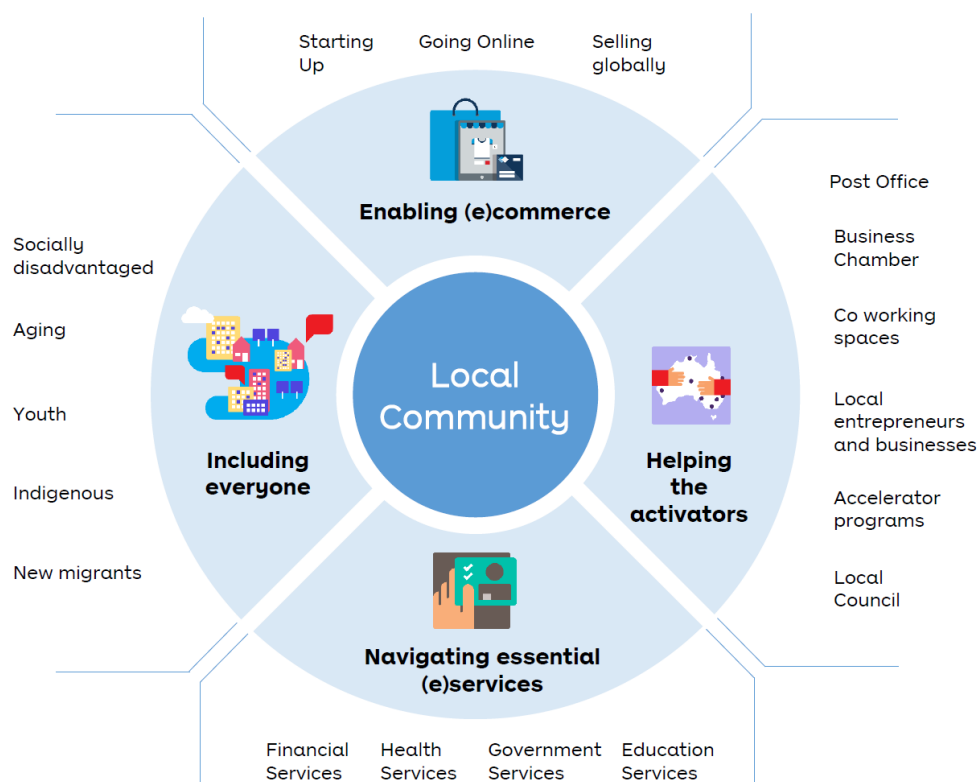 Starting
Up
Going Online
Selling
globally
Enabling (e)commerce
Post Office
Business
Chamber
Co working
spaces
Local
entrepreneurs
and businesses
Accelerator
programs
Local
Council
Helping
the
activators
Local
Community
Socially
disadvantaged
Aging
Youth
Indigenous
New migrants
Including
everyone
Navigating essential
(e)services
Financial
Services
Health
Services
Government
Services
Education
Services